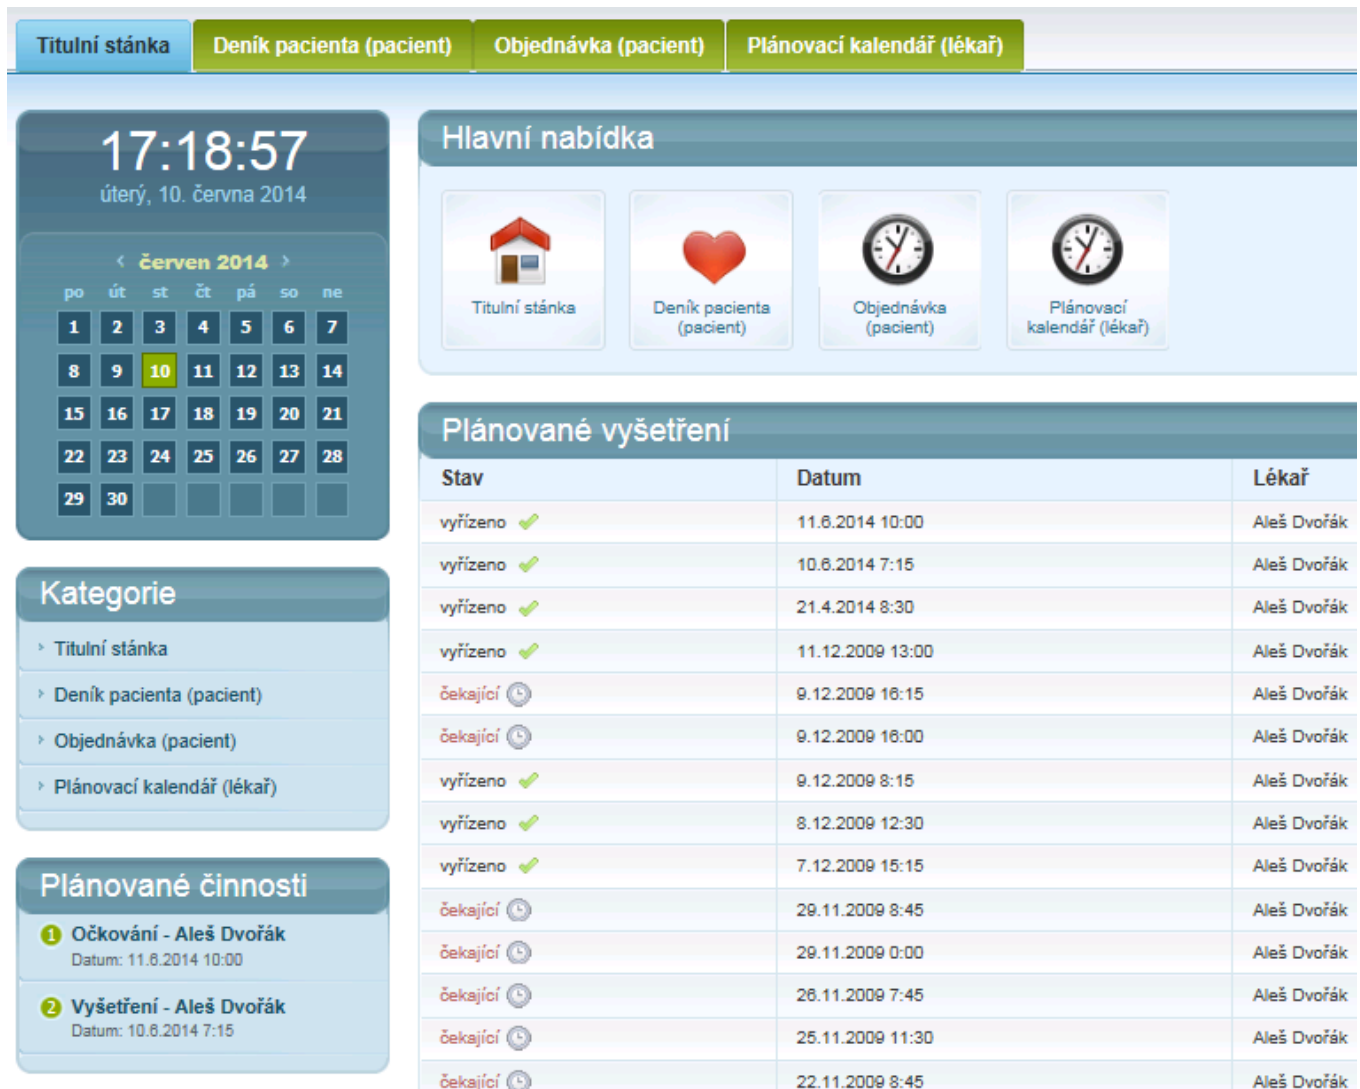 Titulní stánka Deník pacienta (pacient) Objednávka (pacient) Plánovací kalendář (lékař)
17:18:57
úterý, 10. června 2014
‹ červen 2014 ›
po út st čt pá so ne
1 2 3 4 5 6 7
8 9 10 11 12 13 14
15 16 17 18 19 20 21
22 23 24 25 26 27 28
29 30
Kategorie
Titulní stánka
Deník pacienta (pacient)
Objednávka (pacient)
Plánovací kalendář (lékař)
Plánované činnosti
1 Očkování - Aleš Dvořák
Datum: 11.6.2014 10:00
2 Vyšetření - Aleš Dvořák
Datum: 10.6.2014 7:15
Hlavní nabídka
Titulní stánka
Deník pacienta
(pacient)
Objednávka
(pacient)
Plánovací
kalendář (lékař)
Plánované vyšetření
Stav Datum Lékař
vyřízeno 11.6.2014 10:00 Aleš Dvořák
vyřízeno 10.6.2014 7:15 Aleš Dvořák
vyřízeno 21.4.2014 8:30 Aleš Dvořák
vyřízeno 11.12.2009 13:00 Aleš Dvořák
čekající 9.12.2009 16:15 Aleš Dvořák
čekající 9.12.2009 16:00 Aleš Dvořák
vyřízeno 9.12.2009 8:15 Aleš Dvořák
vyřízeno 8.12.2009 12:30 Aleš Dvořák
vyřízeno 7.12.2009 15:15 Aleš Dvořák
čekající 29.11.2009 8:45 Aleš Dvořák
čekající 29.11.2009 0:00 Aleš Dvořák
čekající 26.11.2009 7:45 Aleš Dvořák
čekající 25.11.2009 11:30 Aleš Dvořák
čekající 22.11.2009 8:45 Aleš Dvořák